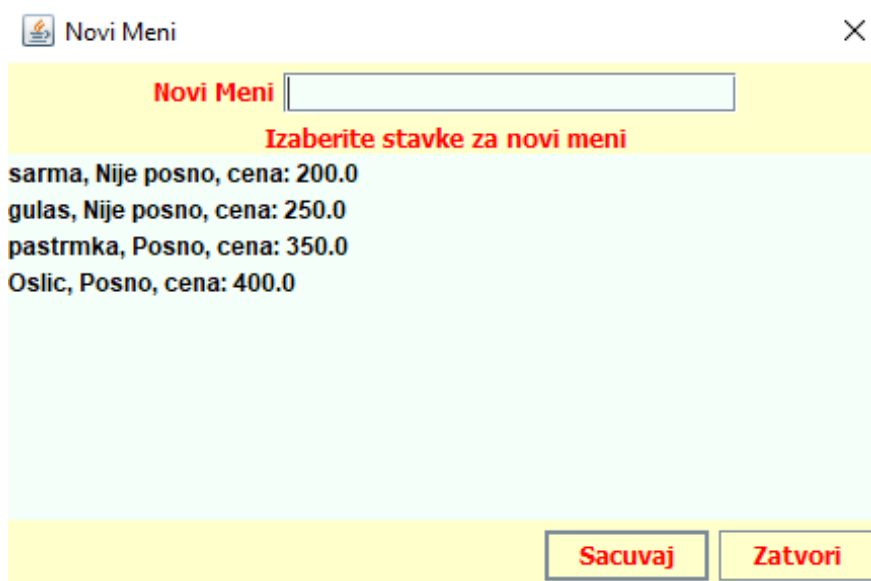 Novi Meni
Novi Meni
Izaberite stavke za novi meni
sarma, Nije posno, cena: 200.0
gulas, Nije posno, cena: 250.0
pastrmka, Posno, cena: 350.0
Oslic, Posno, cena: 400.0
Sacuvaj Zatvori